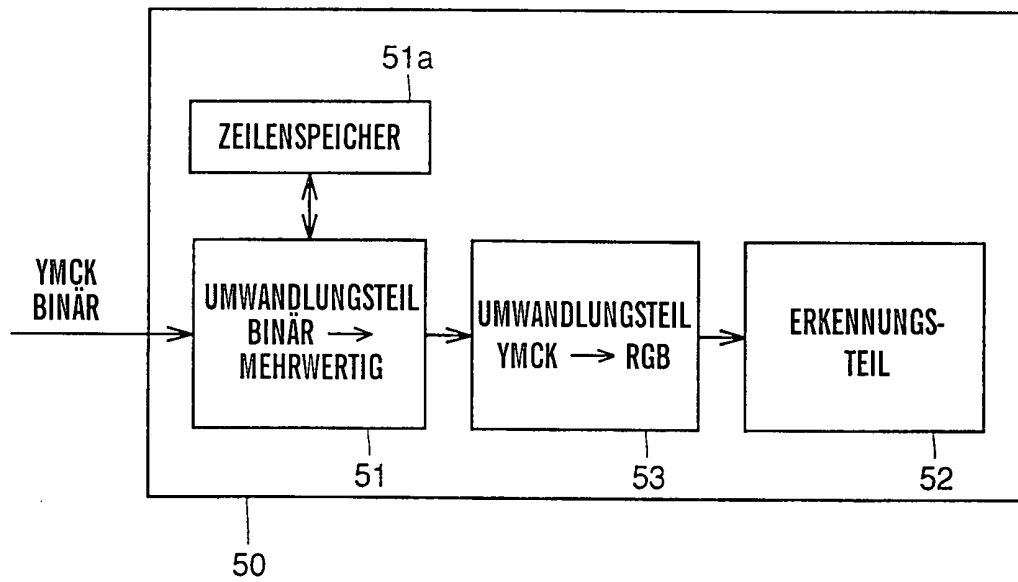 51a
ZEILENSPEICHER
YMCK
BINÄR
UMWANDLUNGSTEIL
BINÄR →
MEHRWERTIG
UMWANDLUNGSTEIL
YMCK → RGB
ERKENNUNGS-
TEIL
51
53
52
50